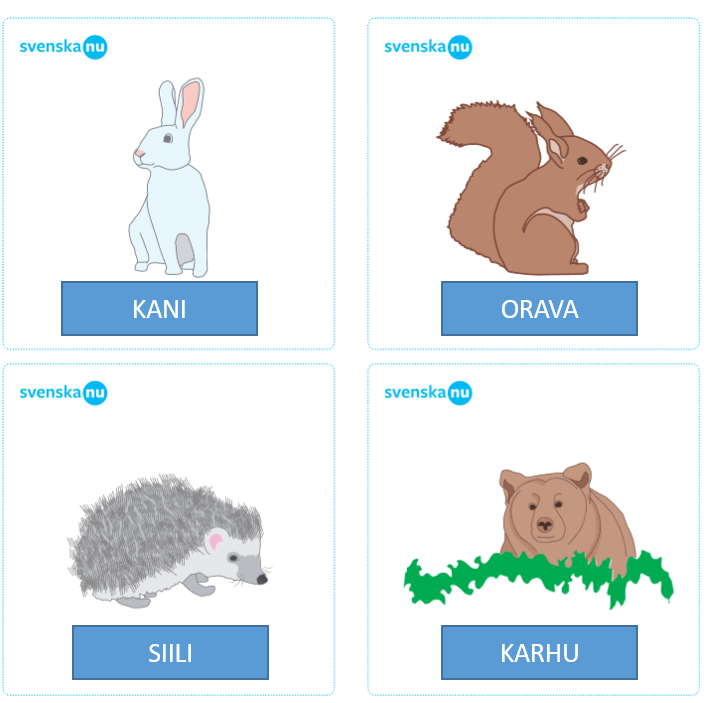 svenska nu
KANI
svenska nu
ORAVA
svenska nu
SIILI
svenska nu
KARHU